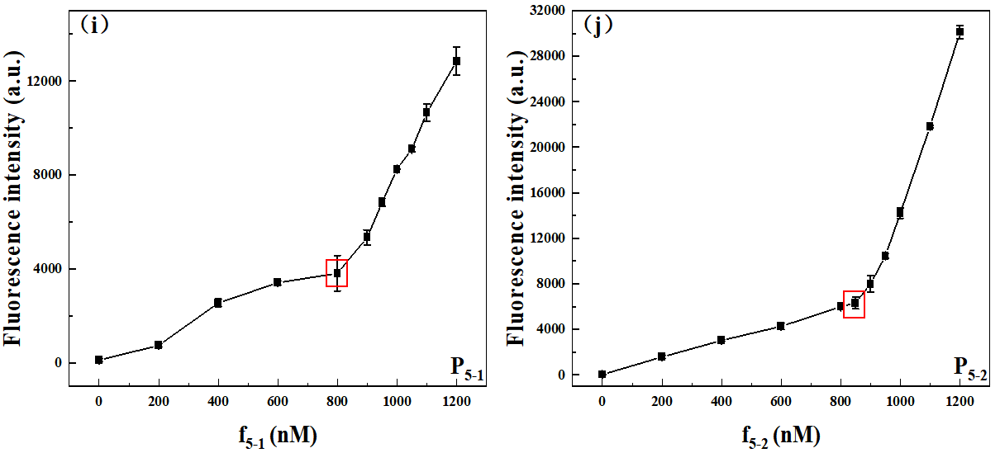 (i)
Fluorescence intensity (a.u.)
12000
8000
4000
0
0 200 400 600 800 1000 1200
P5-1
f5-1 (nM)
(j)
Fluorescence intensity (a.u.)
32000
28000
24000
20000
16000
12000
8000
4000
0
0 200 400 600 800 1000 1200
P5-2
f5-2 (nM)